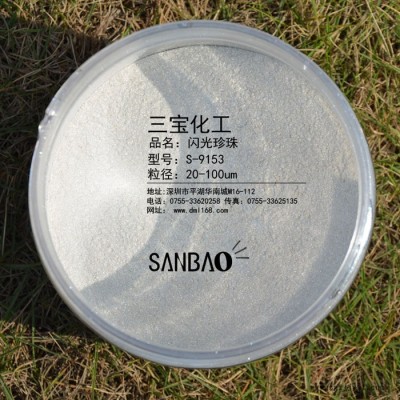 三宝化工
品名：闪光珍珠
型号：S-9153
粒径：20-100um
地址:深圳市平湖华南城M16-112
电话：0755-33620258 传真：0755-33625135
网址： www.dml168.com
SANBAO